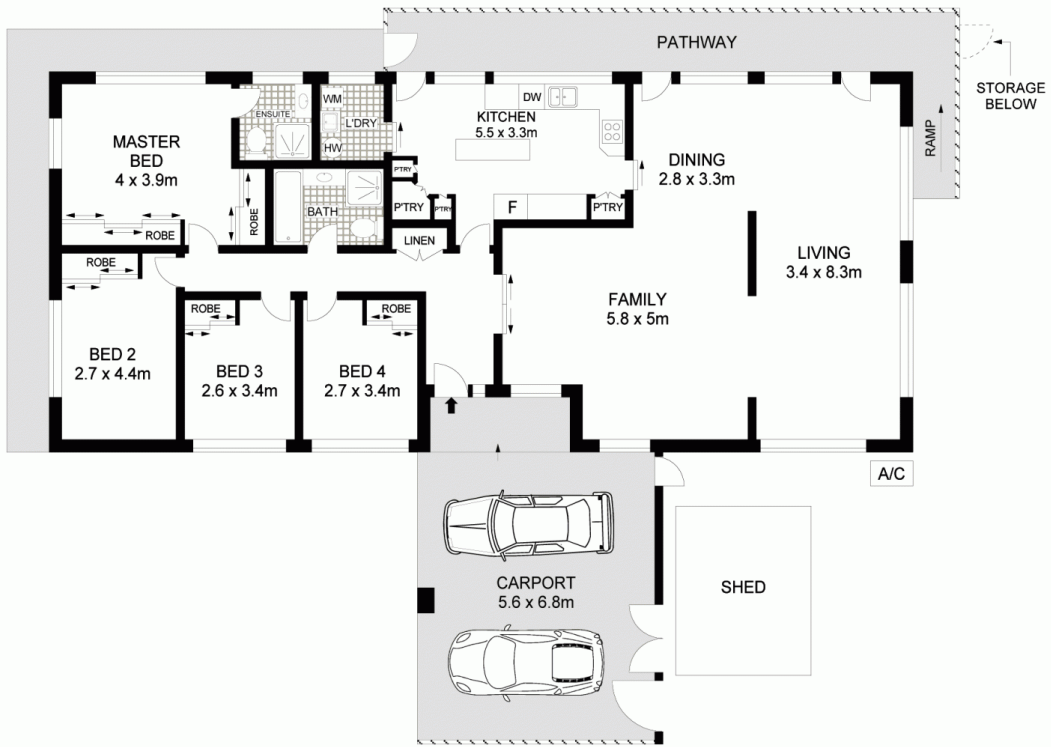 PATHWAY
STORAGE
BELOW
RAMP
MASTER
BED
4 x 3.9m
ROBE
ROBE
ENSUITE
WM
L'DRY
HW
KITCHEN
5.5 x 3.3m
DW
P'TRY
P'TRY
P'TRY
F
P'TRY
DINING
2.8 x 3.3m
BATH
LINEN
LIVING
3.4 x 8.3m
FAMILY
5.8 x 5m
ROBE
BED 2
2.7 x 4.4m
ROBE
BED 3
2.6 x 3.4m
ROBE
BED 4
2.7 x 3.4m
A/C
CARPORT
5.6 x 6.8m
SHED